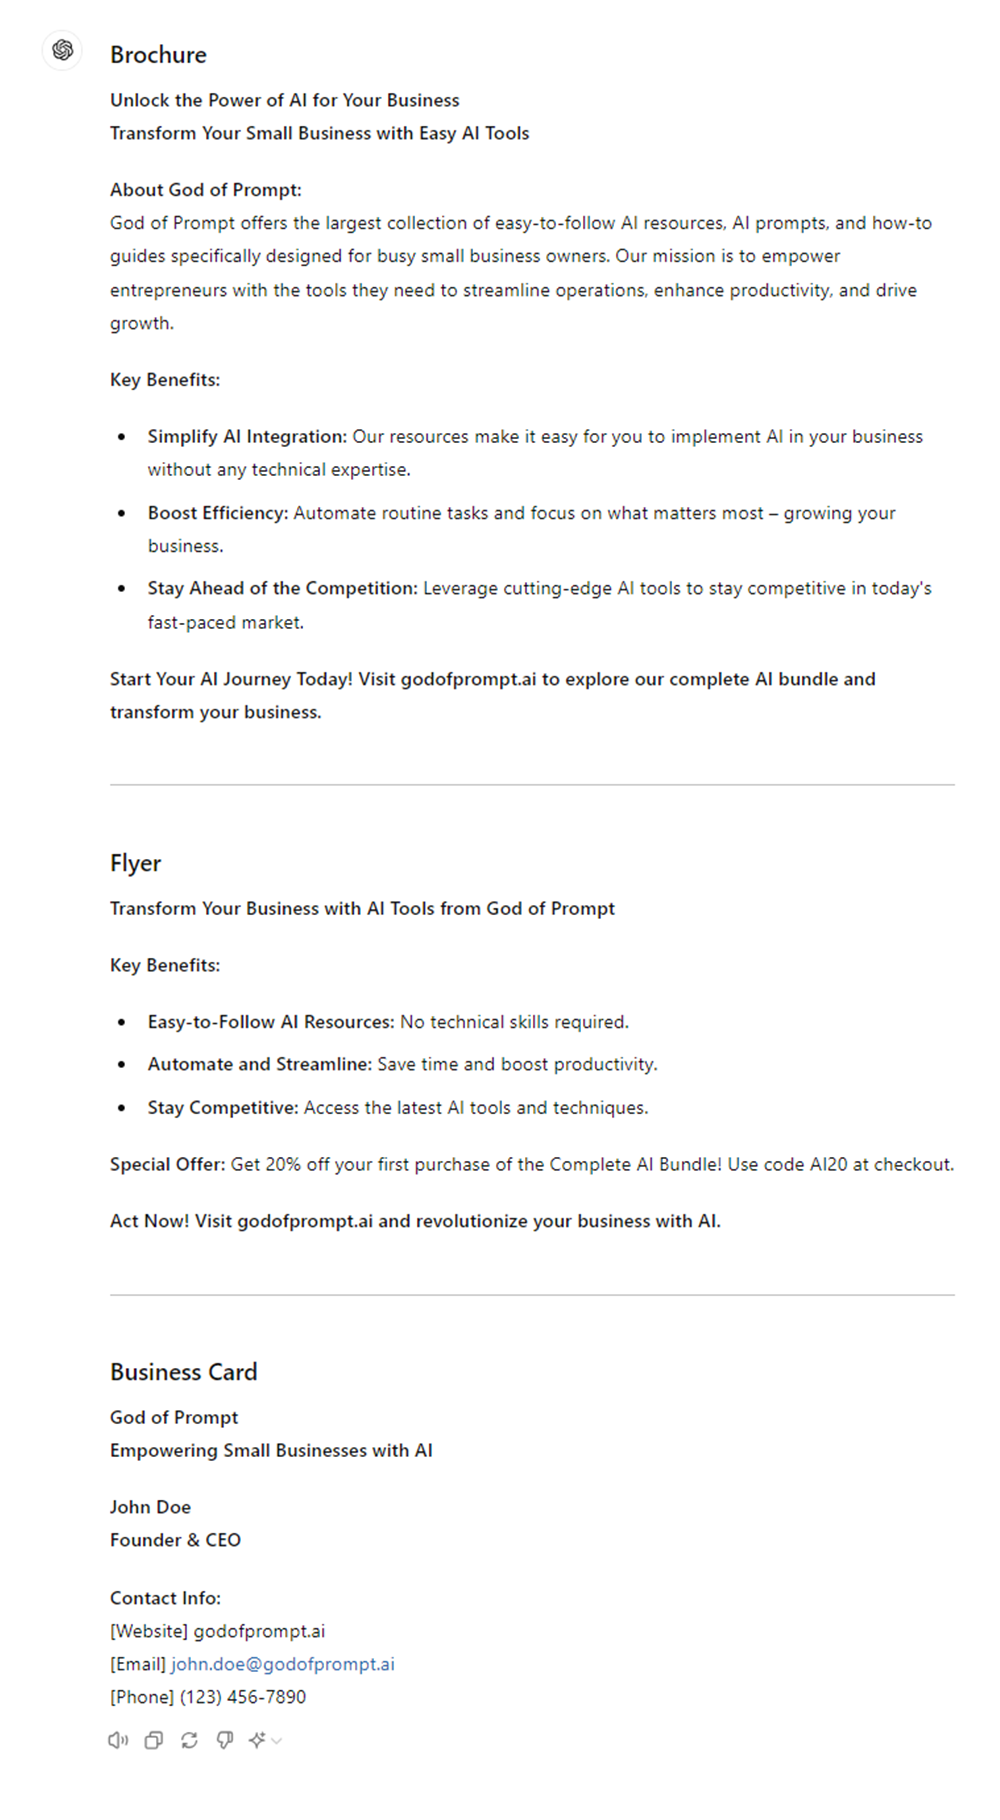 Brochure
Unlock the Power of AI for Your Business
Transform Your Small Business with Easy AI Tools
About God of Prompt:
God of Prompt offers the largest collection of easy-to-follow AI resources, AI prompts, and how-to
guides specifically designed for busy small business owners. Our mission is to empower
entrepreneurs with the tools they need to streamline operations, enhance productivity, and drive
growth.
Key Benefits:
• Simplify AI Integration: Our resources make it easy for you to implement AI in your business
without any technical expertise.
• Boost Efficiency: Automate routine tasks and focus on what matters most – growing your
business.
• Stay Ahead of the Competition: Leverage cutting-edge AI tools to stay competitive in today's
fast-paced market.
Start Your AI Journey Today! Visit godofprompt.ai to explore our complete AI bundle and
transform your business.
Flyer
Transform Your Business with AI Tools from God of Prompt
Key Benefits:
• Easy-to-Follow AI Resources: No technical skills required.
• Automate and Streamline: Save time and boost productivity.
• Stay Competitive: Access the latest AI tools and techniques.
Special Offer: Get 20% off your first purchase of the Complete AI Bundle! Use code AI20 at checkout.
Act Now! Visit godofprompt.ai and revolutionize your business with AI.
Business Card
God of Prompt
Empowering Small Businesses with AI
John Doe
Founder & CEO
Contact Info:
[Website] godofprompt.ai
[Email] john.doe@godofprompt.ai
[Phone] (123) 456-7890